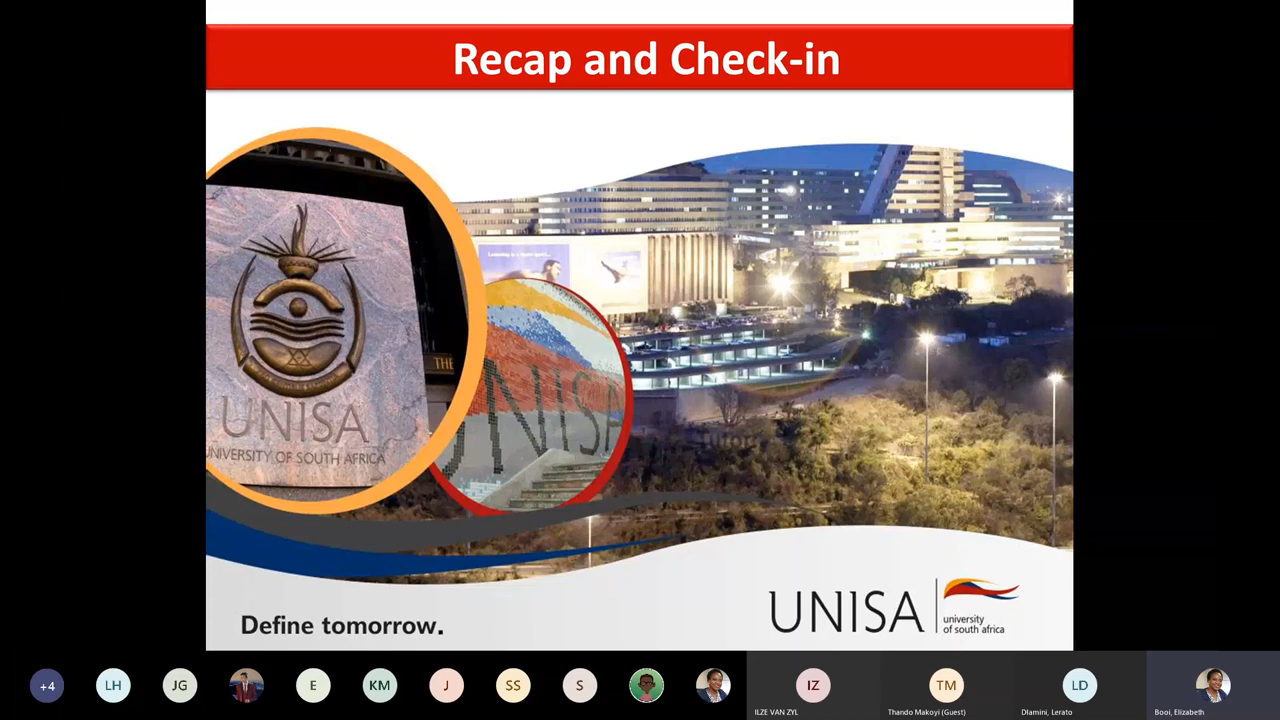 Recap and Check-in
UNISA
UNIVERSITY OF SOUTH AFRICA
THE
UNISA
Define tomorrow.
UNISA
university
of south africa
+4
LH
JG
E
KM
J
SS
S
IZ
TM
LD
ILZE VAN ZYL
Thando Makoyi (Guest)
Dlamini, Lerato
Booi, Elizabeth